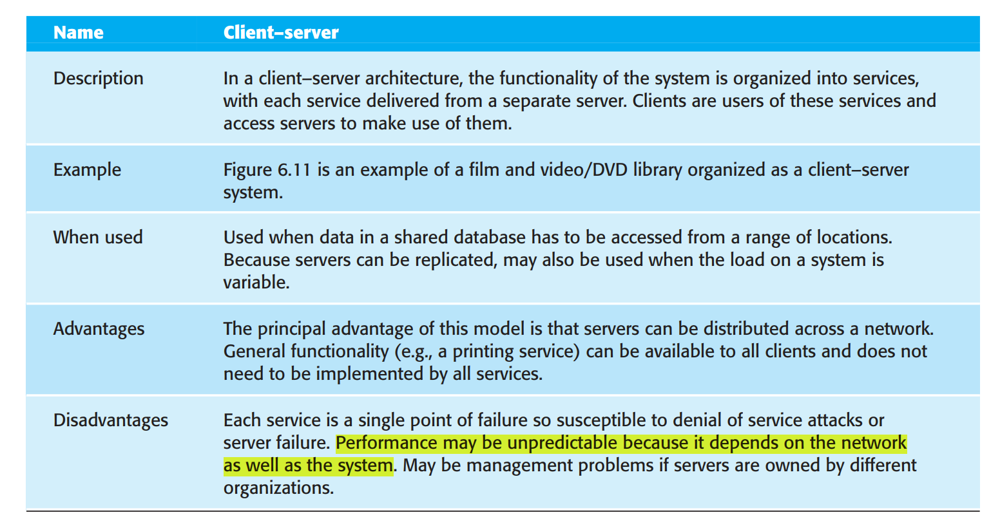 Name Client–server
Description In a client–server architecture, the functionality of the system is organized into services,
with each service delivered from a separate server. Clients are users of these services and
access servers to make use of them.
Example Figure 6.11 is an example of a film and video/DVD library organized as a client–server
system.
When used Used when data in a shared database has to be accessed from a range of locations.
Because servers can be replicated, may also be used when the load on a system is
variable.
Advantages The principal advantage of this model is that servers can be distributed across a network.
General functionality (e.g., a printing service) can be available to all clients and does not
need to be implemented by all services.
Disadvantages Each service is a single point of failure so susceptible to denial of service attacks or
server failure. Performance may be unpredictable because it depends on the network
as well as the system. May be management problems if servers are owned by different
organizations.